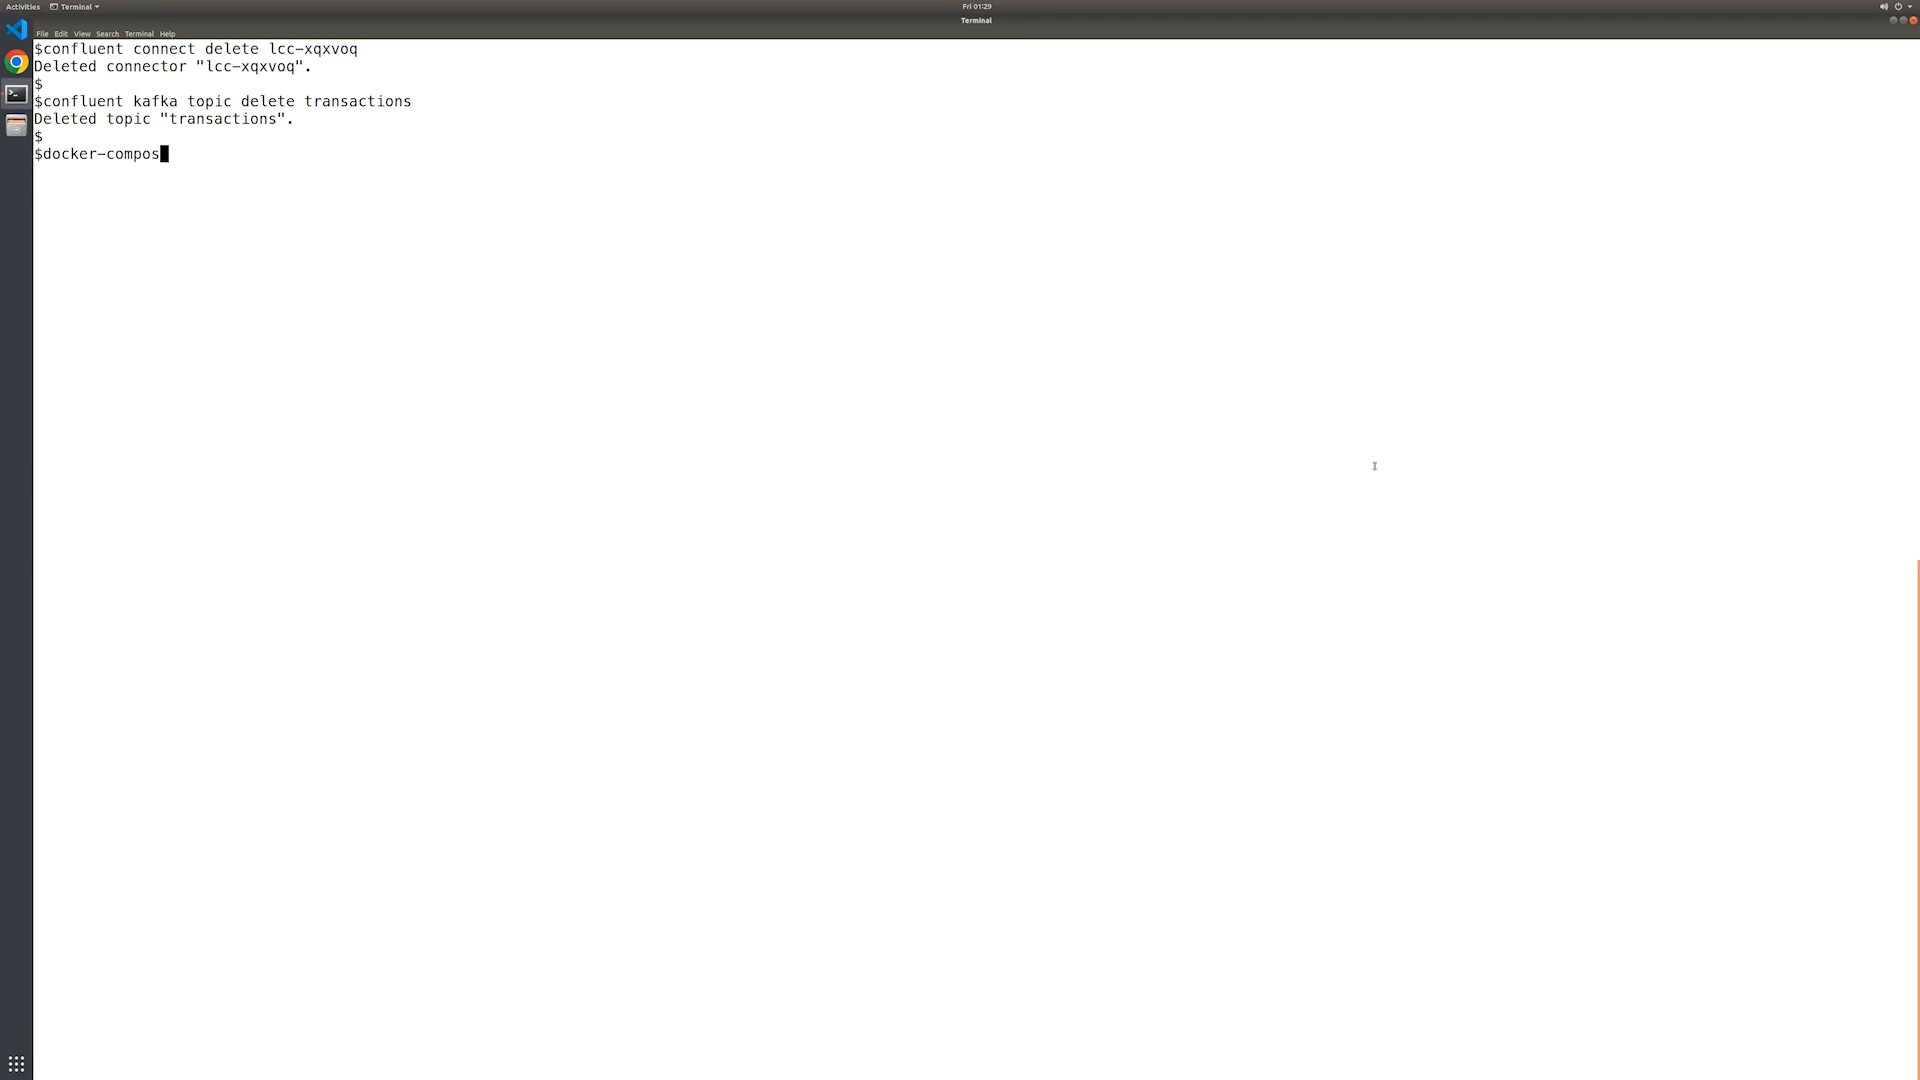 Activities Terminal Fri 01:29
Terminal
File Edit View Search Terminal Help
$confluent connect delete lcc-xqxvoq
Deleted connector "lcc-xqxvoq".
$
$confluent kafka topic delete transactions
Deleted topic "transactions".
$
$docker-compos